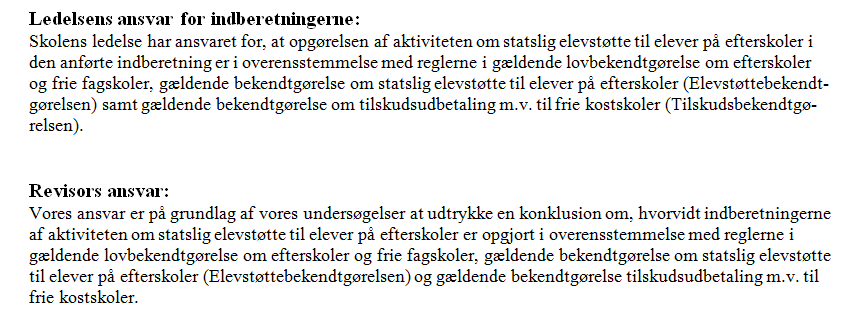 Ledelsens ansvar for indberetningerne:
Skolens ledelse har ansvaret for, at opgørelsen af aktiviteten om statslig elevstøtte til elever på efterskoler i
den anførte indberetning er i overensstemmelse med reglerne i gældende lovbekendtgørelse om efterskoler
og frie fagskoler, gældende bekendtgørelse om statslig elevstøtte til elever på efterskoler (Elevstøttebekendt-
gørelsen) samt gældende bekendtgørelse om tilskudsudbetaling m.v. til frie kostskoler (Tilskudsbekendtgø-
relsen).
Revisors ansvar:
Vores ansvar er på grundlag af vores undersøgelser at udtrykke en konklusion om, hvorvidt indberetningerne
af aktiviteten om statslig elevstøtte til elever på efterskoler er opgjort i overensstemmelse med reglerne i
gældende lovbekendtgørelse om efterskoler og frie fagskoler, gældende bekendtgørelse om statslig elevstøtte
til elever på efterskoler (Elevstøttebekendtgørelsen) og gældende bekendtgørelse tilskudsudbetaling m.v. til
frie kostskoler.